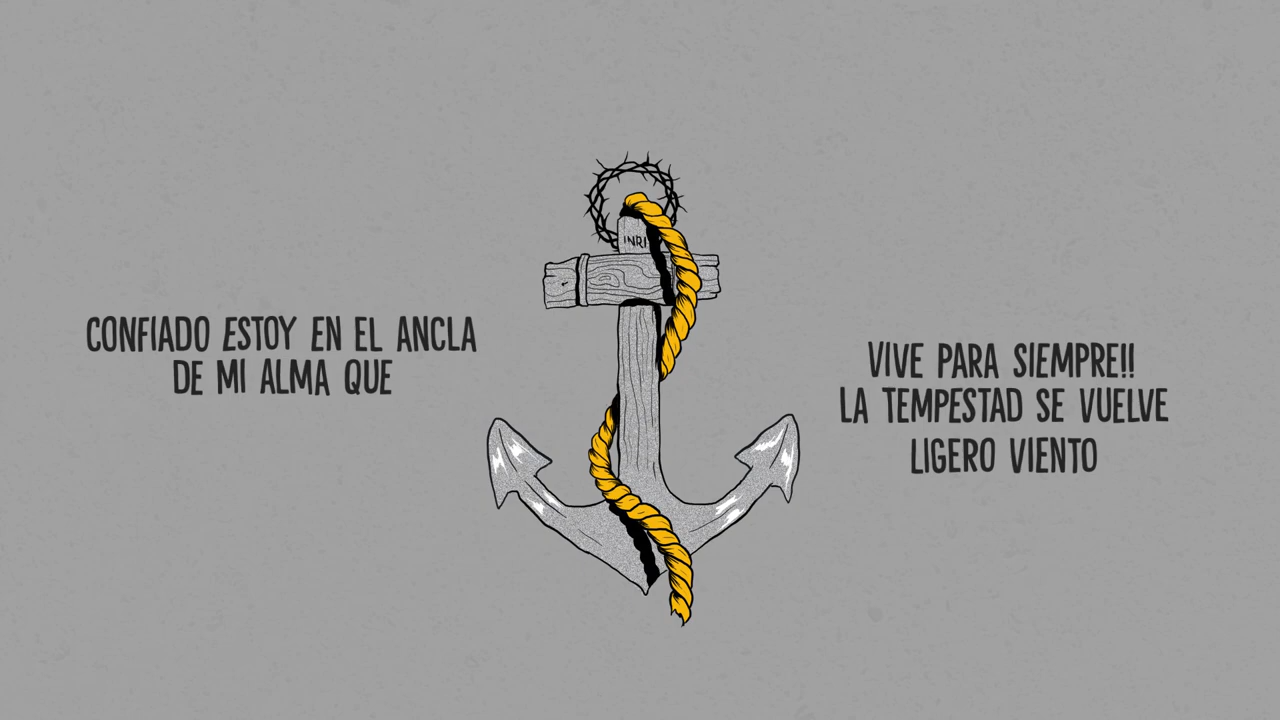 CONFIADO ESTOY EN EL ANCLA
DE MI ALMA QUE
INRI
VIVE PARA SIEMPRE!!
LA TEMPESTAD SE VUELVE
LIGERO VIENTO